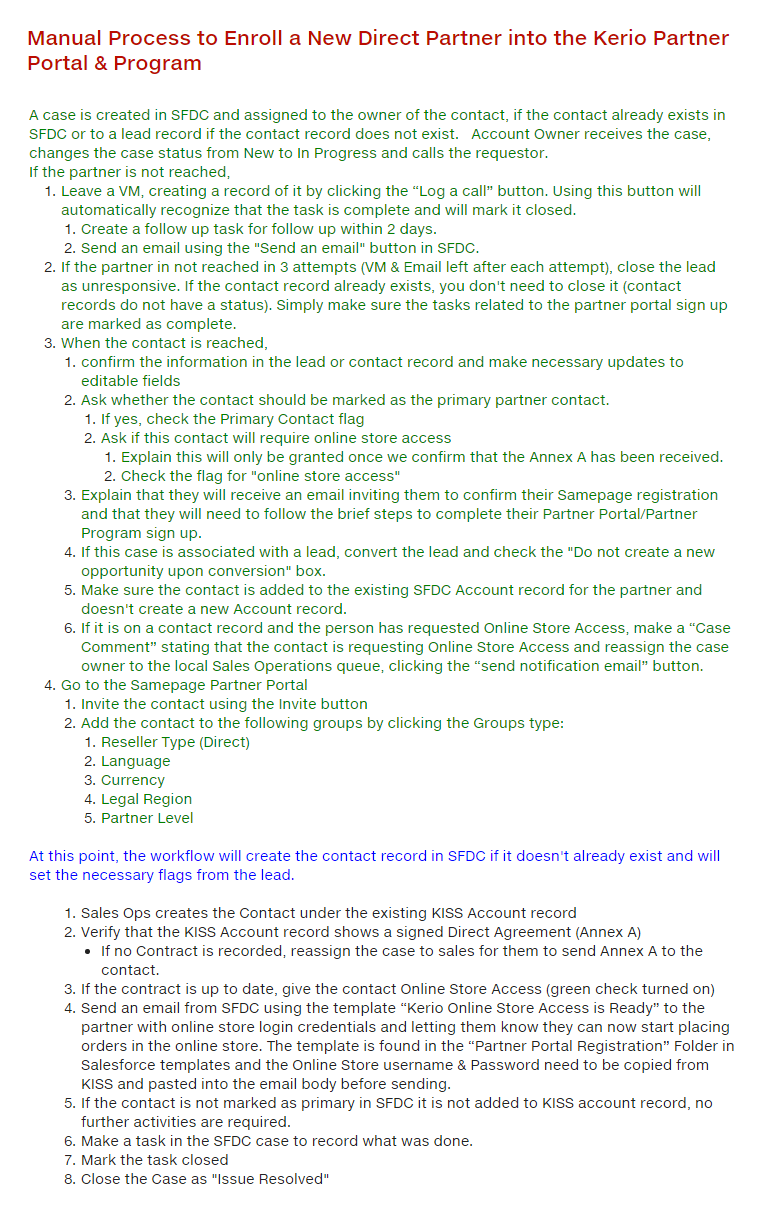 Manual Process to Enroll a New Direct Partner into the Kerio Partner
Portal & Program
A case is created in SFDC and assigned to the owner of the contact, if the contact already exists in
SFDC or to a lead record if the contact record does not exist.   Account Owner receives the case,
changes the case status from New to In Progress and calls the requestor.
If the partner is not reached,
1. Leave a VM, creating a record of it by clicking the “Log a call” button. Using this button will
automatically recognize that the task is complete and will mark it closed.
1. Create a follow up task for follow up within 2 days.
2. Send an email using the "Send an email" button in SFDC.
2. If the partner in not reached in 3 attempts (VM & Email left after each attempt), close the lead
as unresponsive. If the contact record already exists, you don't need to close it (contact
records do not have a status). Simply make sure the tasks related to the partner portal sign up
are marked as complete.
3. When the contact is reached,
1. confirm the information in the lead or contact record and make necessary updates to
editable fields
2. Ask whether the contact should be marked as the primary partner contact.
1. If yes, check the Primary Contact flag
2. Ask if this contact will require online store access
1. Explain this will only be granted once we confirm that the Annex A has been received.
2. Check the flag for "online store access"
3. Explain that they will receive an email inviting them to confirm their Samepage registration
and that they will need to follow the brief steps to complete their Partner Portal/Partner
Program sign up.
4. If this case is associated with a lead, convert the lead and check the "Do not create a new
opportunity upon conversion" box.
5. Make sure the contact is added to the existing SFDC Account record for the partner and
doesn't create a new Account record.
6. If it is on a contact record and the person has requested Online Store Access, make a “Case
Comment” stating that the contact is requesting Online Store Access and reassign the case
owner to the local Sales Operations queue, clicking the “send notification email” button.
4. Go to the Samepage Partner Portal
1. Invite the contact using the Invite button
2. Add the contact to the following groups by clicking the Groups type:
1. Reseller Type (Direct)
2. Language
3. Currency
4. Legal Region
5. Partner Level
At this point, the workflow will create the contact record in SFDC if it doesn't already exist and will
set the necessary flags from the lead.
1. Sales Ops creates the Contact under the existing KISS Account record
2. Verify that the KISS Account record shows a signed Direct Agreement (Annex A)
• If no Contract is recorded, reassign the case to sales for them to send Annex A to the
contact.
3. If the contract is up to date, give the contact Online Store Access (green check turned on)
4. Send an email from SFDC using the template “Kerio Online Store Access is Ready” to the
partner with online store login credentials and letting them know they can now start placing
orders in the online store. The template is found in the “Partner Portal Registration” Folder in
Salesforce templates and the Online Store username & Password need to be copied from
KISS and pasted into the email body before sending.
5. If the contact is not marked as primary in SFDC it is not added to KISS account record, no
further activities are required.
6. Make a task in the SFDC case to record what was done.
7. Mark the task closed
8. Close the Case as "Issue Resolved"